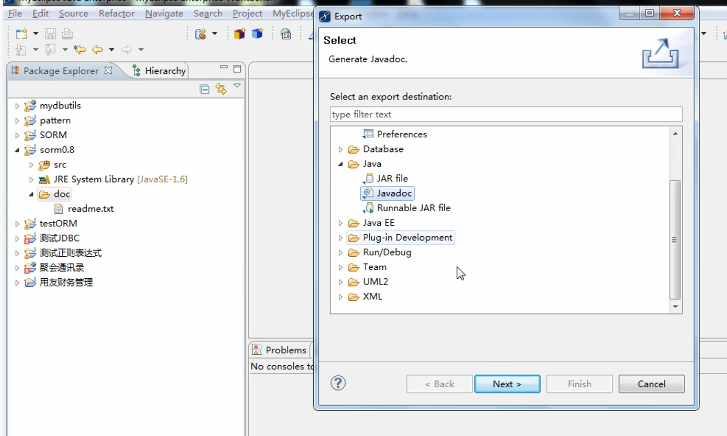 File Edit Source Refactor Navigate Search Project MyEclipse
Package Explorer
Hierarchy
mydbutils
pattern
SORM
sorm0.8
src
JRE System Library [JavaSE-1.6]
doc
readme.txt
testORM
测试JDBC
测试正则表达式
聚会通讯录
用友财务管理
Problems
No consoles to
Export
Select
Generate Javadoc.
Select an export destination:
type filter text
Preferences
Database
Java
JAR file
Javadoc
Runnable JAR file
Java EE
Plug-in Development
Run/Debug
Team
UML2
XML
< Back
Next >
Finish
Cancel